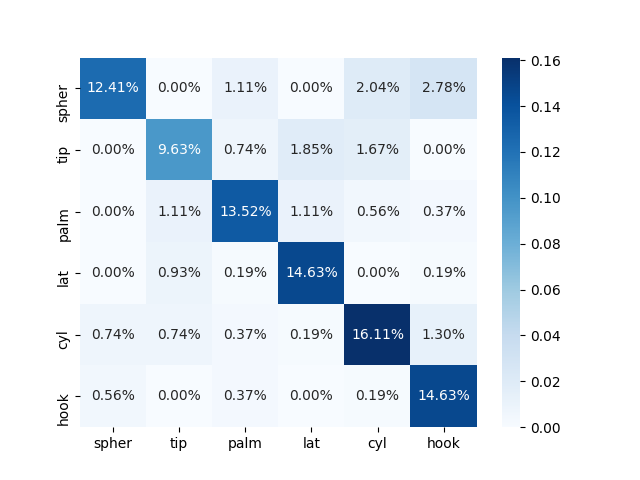 spher 12.41% 0.00% 1.11% 0.00% 2.04% 2.78%
tip 0.00% 9.63% 0.74% 1.85% 1.67% 0.00%
palm 0.00% 1.11% 13.52% 1.11% 0.56% 0.37%
lat 0.00% 0.93% 0.19% 14.63% 0.00% 0.19%
cyl 0.74% 0.74% 0.37% 0.19% 16.11% 1.30%
hook 0.56% 0.00% 0.37% 0.00% 0.19% 14.63%
spher tip palm lat cyl hook
0.16
0.14
0.12
0.10
0.08
0.06
0.04
0.02
0.00